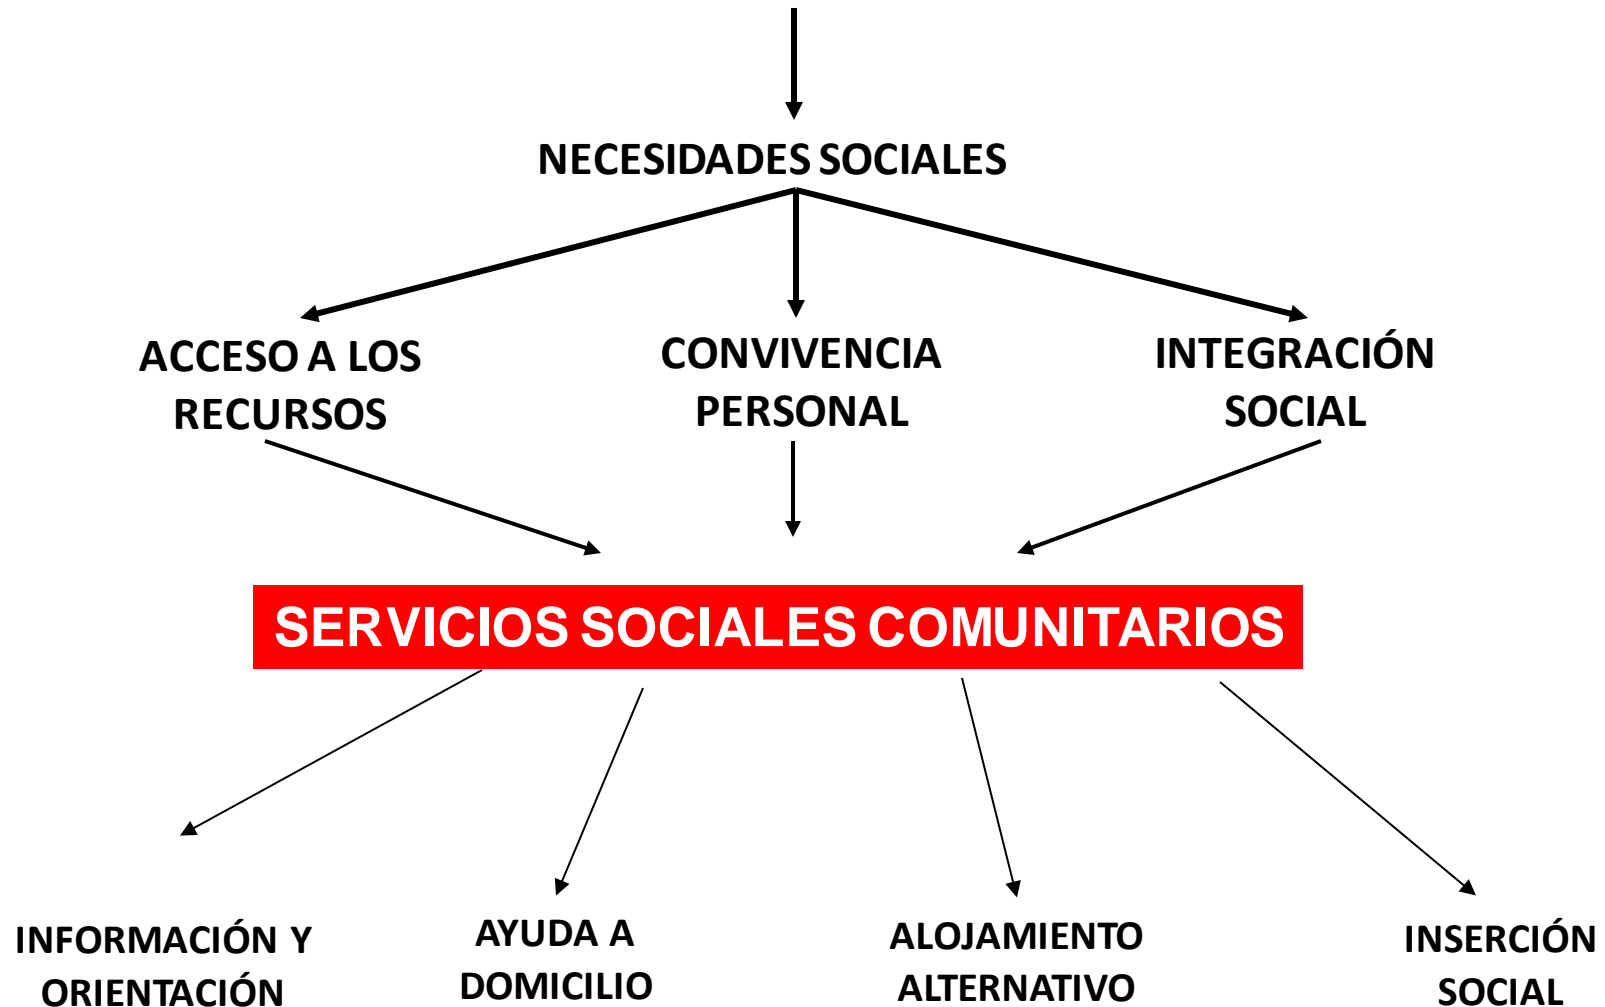 NECESIDADES SOCIALES
ACCESO A LOS
RECURSOS
CONVIVENCIA
PERSONAL
INTEGRACIÓN
SOCIAL
SERVICIOS SOCIALES COMUNITARIOS
INFORMACIÓN Y
ORIENTACIÓN
AYUDA A
DOMICILIO
ALOJAMIENTO
ALTERNATIVO
INSERCIÓN
SOCIAL